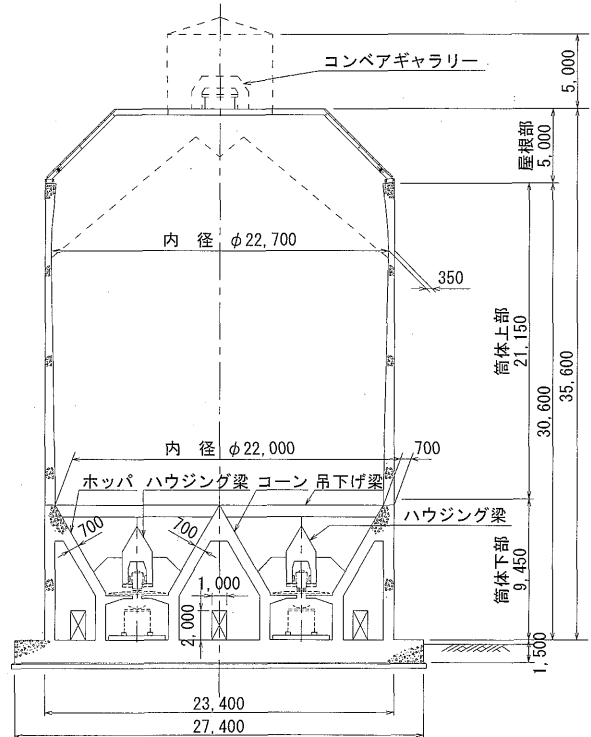 コンベアギャラリー
5,000
屋根部
5,000
内 径 φ22,700
350
筒体上部
21,150
30,600
35,600
内 径 φ22,000
700
ホッパ
ハウジング梁
コーン
吊下げ梁
ハウジング梁
700
700
1,000
2,000
筒体下部
9,450
1,500
23,400
27,400